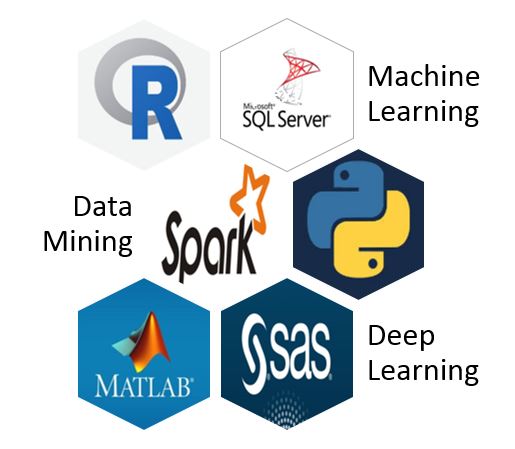 R
Microsoft®
SQL Server®
Machine
Learning
Data
Mining
Spark
MATLAB®
sas®
Deep
Learning